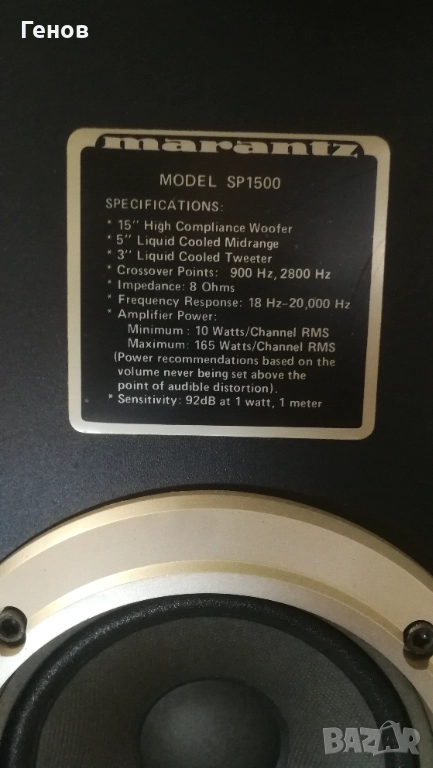 Генов
marantz
MODEL SP1500
SPECIFICATIONS:
* 15" High Compliance Woofer
* 5" Liquid Cooled Midrange
* 3" Liquid Cooled Tweeter
* Crossover Points: 900 Hz, 2800 Hz
* Impedance: 8 Ohms
* Frequency Response: 18 Hz-20,000 Hz
* Amplifier Power:
Minimum: 10 Watts/Channel RMS
Maximum: 165 Watts/Channel RMS
(Power recommendations based on the
volume never being set above the
point of audible distortion).
* Sensitivity: 92dB at 1 watt, 1 meter
BAZAR